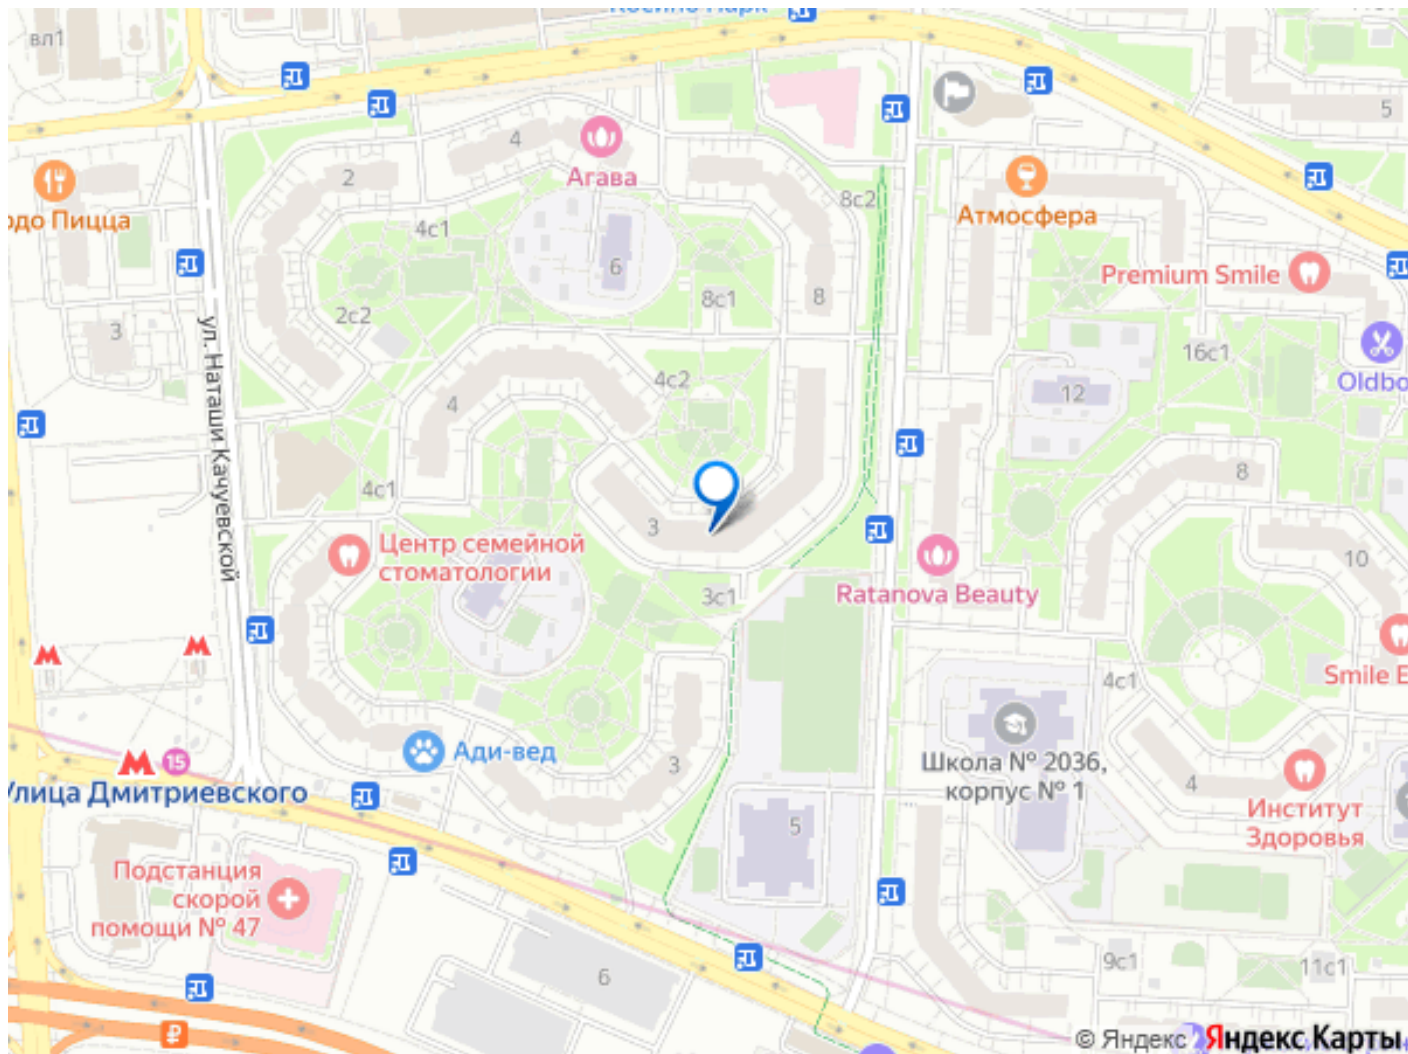 Косино Парк
вл1
5
4
2
Агава
8с2
рдо Пицца
4с1
Атмосфера
6
Premium Smile
8с1
8
2с2
3
ул. Наташи Качуевской
16с1
4с2
12
4
8
4с1
3
Центр семейной
стоматологии
10
3с1
Ratanova Beauty
4с1
Smile E
Ади-вед
3
Школа № 2036,
корпус № 1
4
15
Улица Дмитриевского
Институт
Здоровья
5
Подстанция
скорой
помощи № 47
6
9с1
11с1
© Яндекс Яндекс Карты